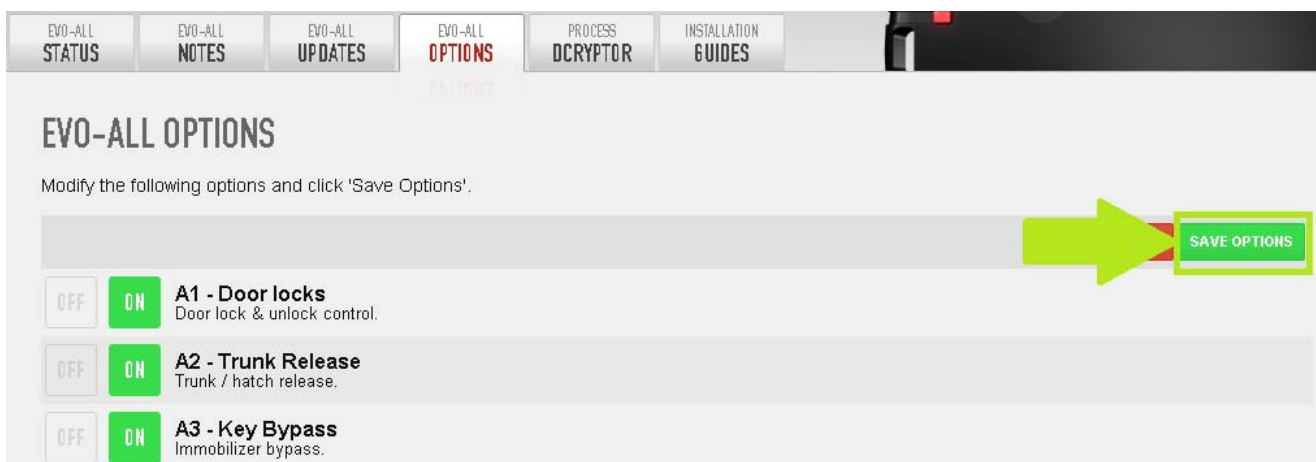 EVO-ALL
STATUS
EVO-ALL
NOTES
EVO-ALL
UPDATES
EVO-ALL
OPTIONS
PROCESS
DCRYPTOR
INSTALLATION
GUIDES
EVO-ALL OPTIONS
Modify the following options and click 'Save Options'.
SAVE OPTIONS
OFF ON A1 - Door locks
Door lock & unlock control.
OFF ON A2 - Trunk Release
Trunk / hatch release.
OFF ON A3 - Key Bypass
Immobilizer bypass.